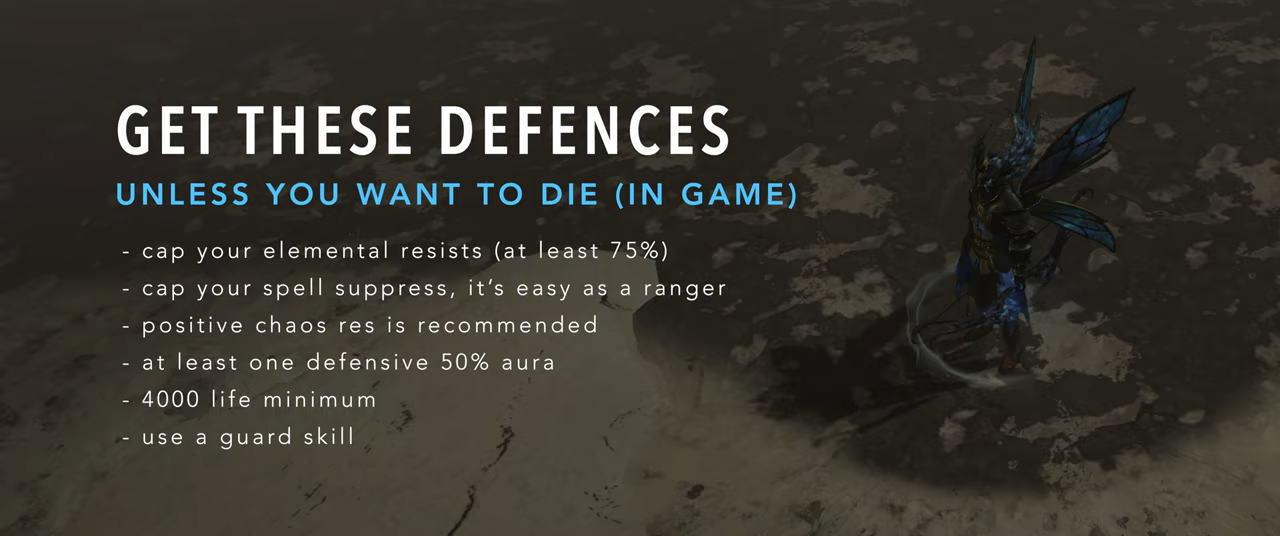 GET THESE DEFENCES
UNLESS YOU WANT TO DIE (IN GAME)
- cap your elemental resists (at least 75%)
- cap your spell suppress, it’s easy as a ranger
- positive chaos res is recommended
- at least one defensive 50% aura
- 4000 life minimum
- use a guard skill